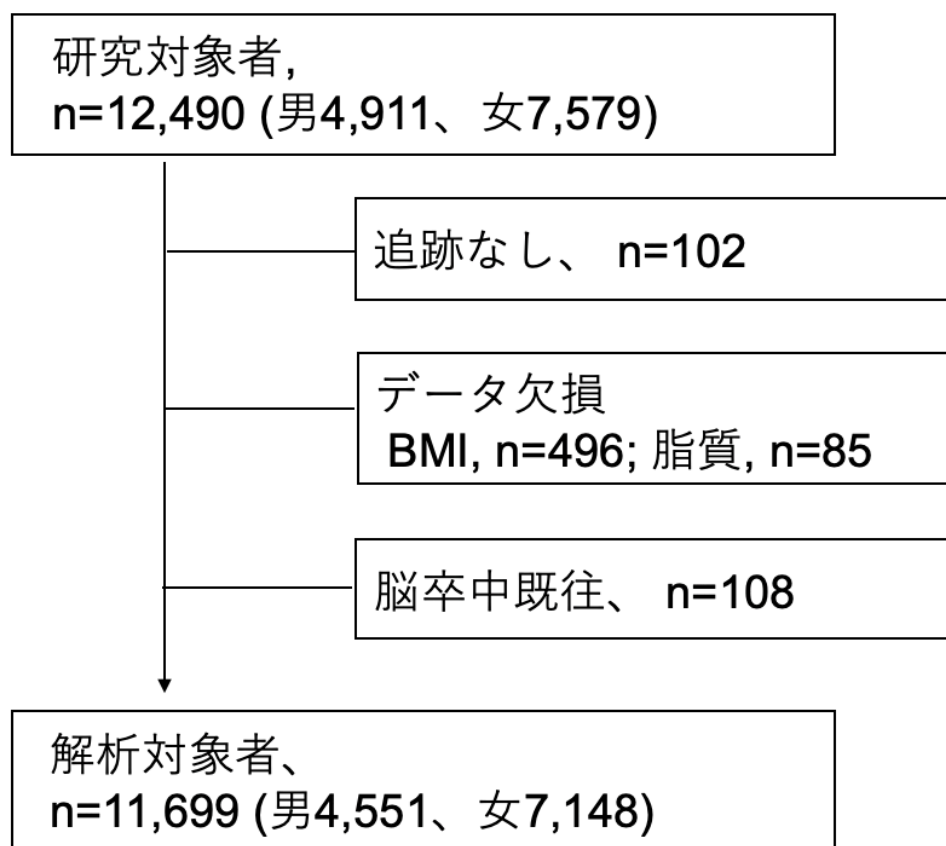 研究対象者,
n=12,490 (男4,911、女7,579)
追跡なし、 n=102
データ欠損
BMI, n=496; 脂質, n=85
脳卒中既往、 n=108
解析対象者、
n=11,699 (男4,551、女7,148)